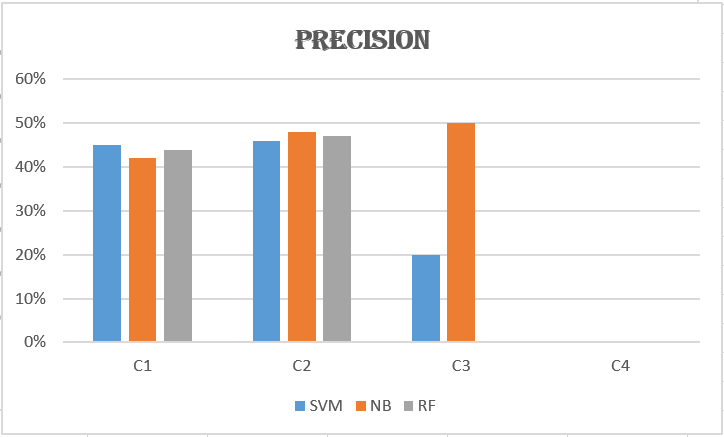 PRECISION
60%
50%
40%
30%
20%
10%
0%
C1 C2 C3 C4
SVM NB RF